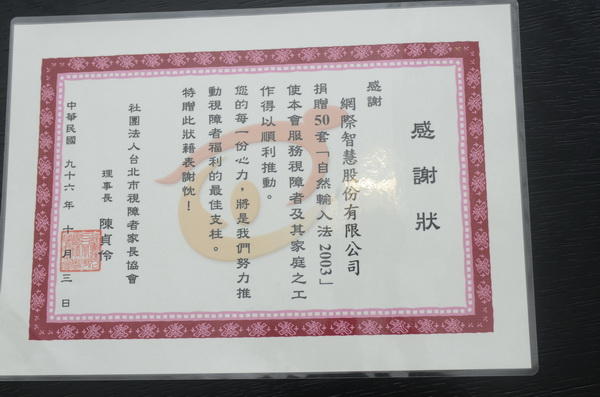 感謝狀
感謝
網際智慧股份有限公司
捐贈50套「自然輸入法 2003」
使本會服務視障者及其家庭之工
作得以順利推動。
您的每一份心力，將是我們努力推
動視障者福利的最佳支柱。
特贈此狀藉表謝忱！
社團法人台北市視障者家長協會
理事長 陳貞伶
中華民國 九十六 年 十 月 三 日